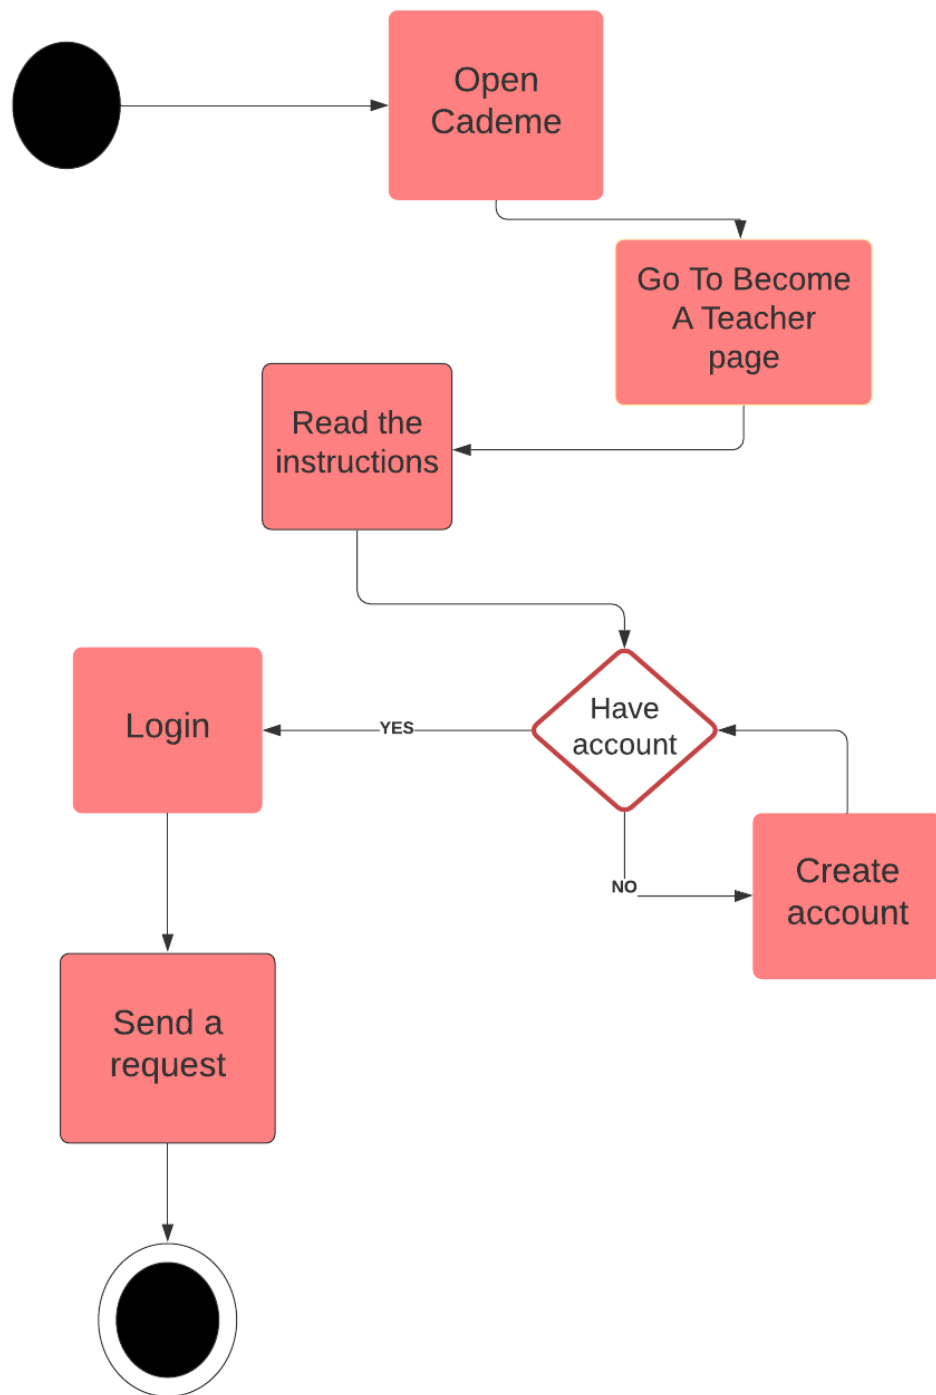 Open
Cademe
Go To Become
A Teacher
page
Read the
instructions
Have
account
YES
Login
NO
Create
account
Send a
request